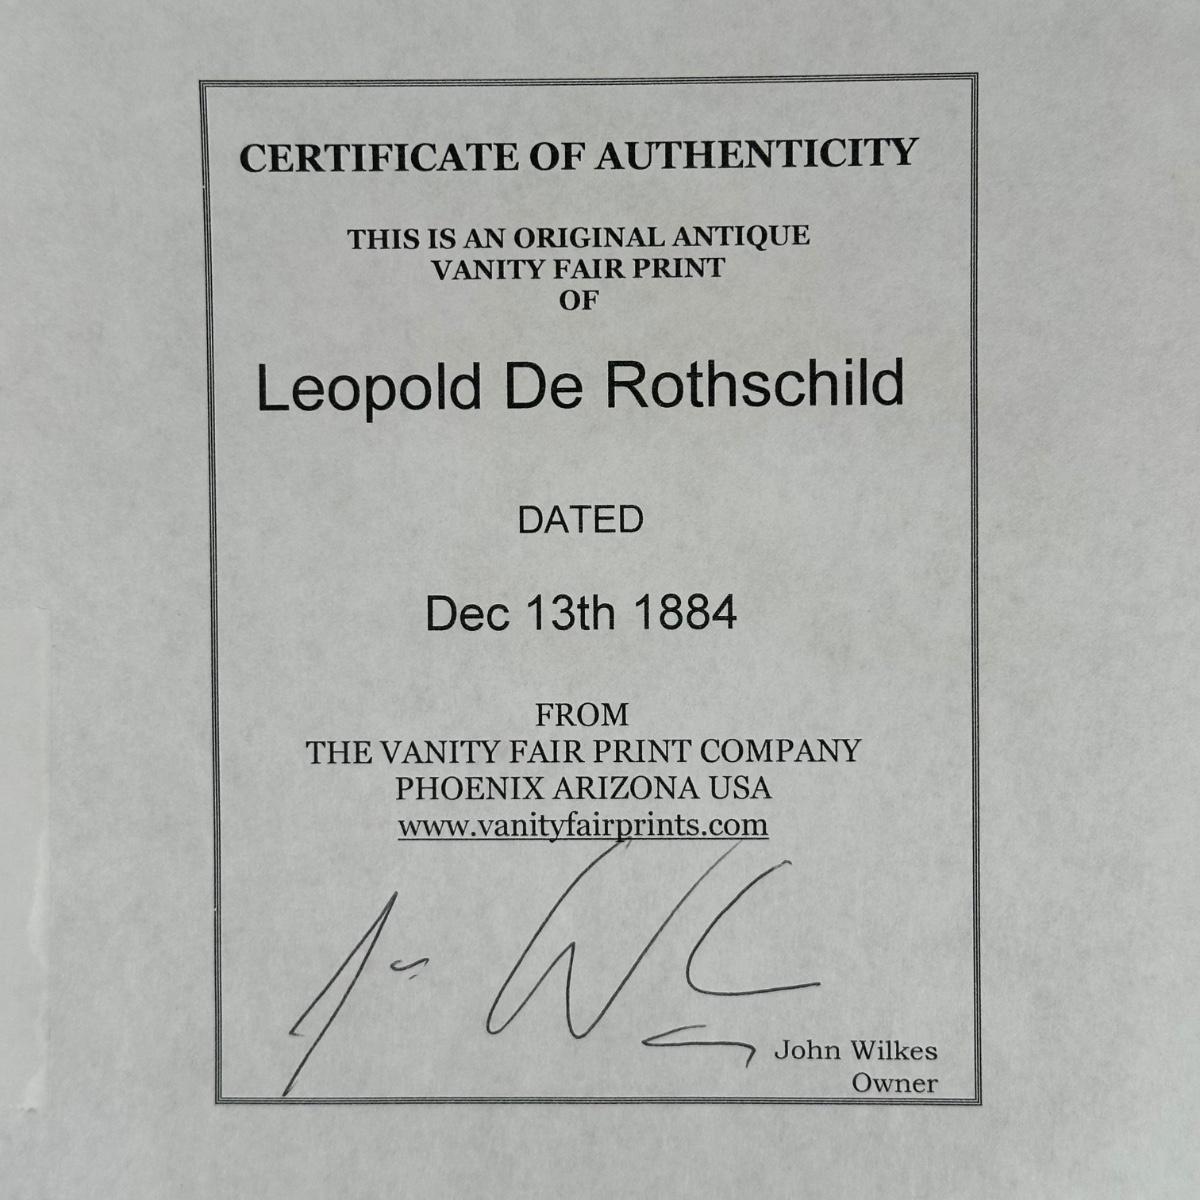 CERTIFICATE OF AUTHENTICITY
THIS IS AN ORIGINAL ANTIQUE
VANITY FAIR PRINT
OF
Leopold De Rothschild
DATED
Dec 13th 1884
FROM
THE VANITY FAIR PRINT COMPANY
PHOENIX ARIZONA USA
www.vanityfairprints.com
John Wilkes
Owner